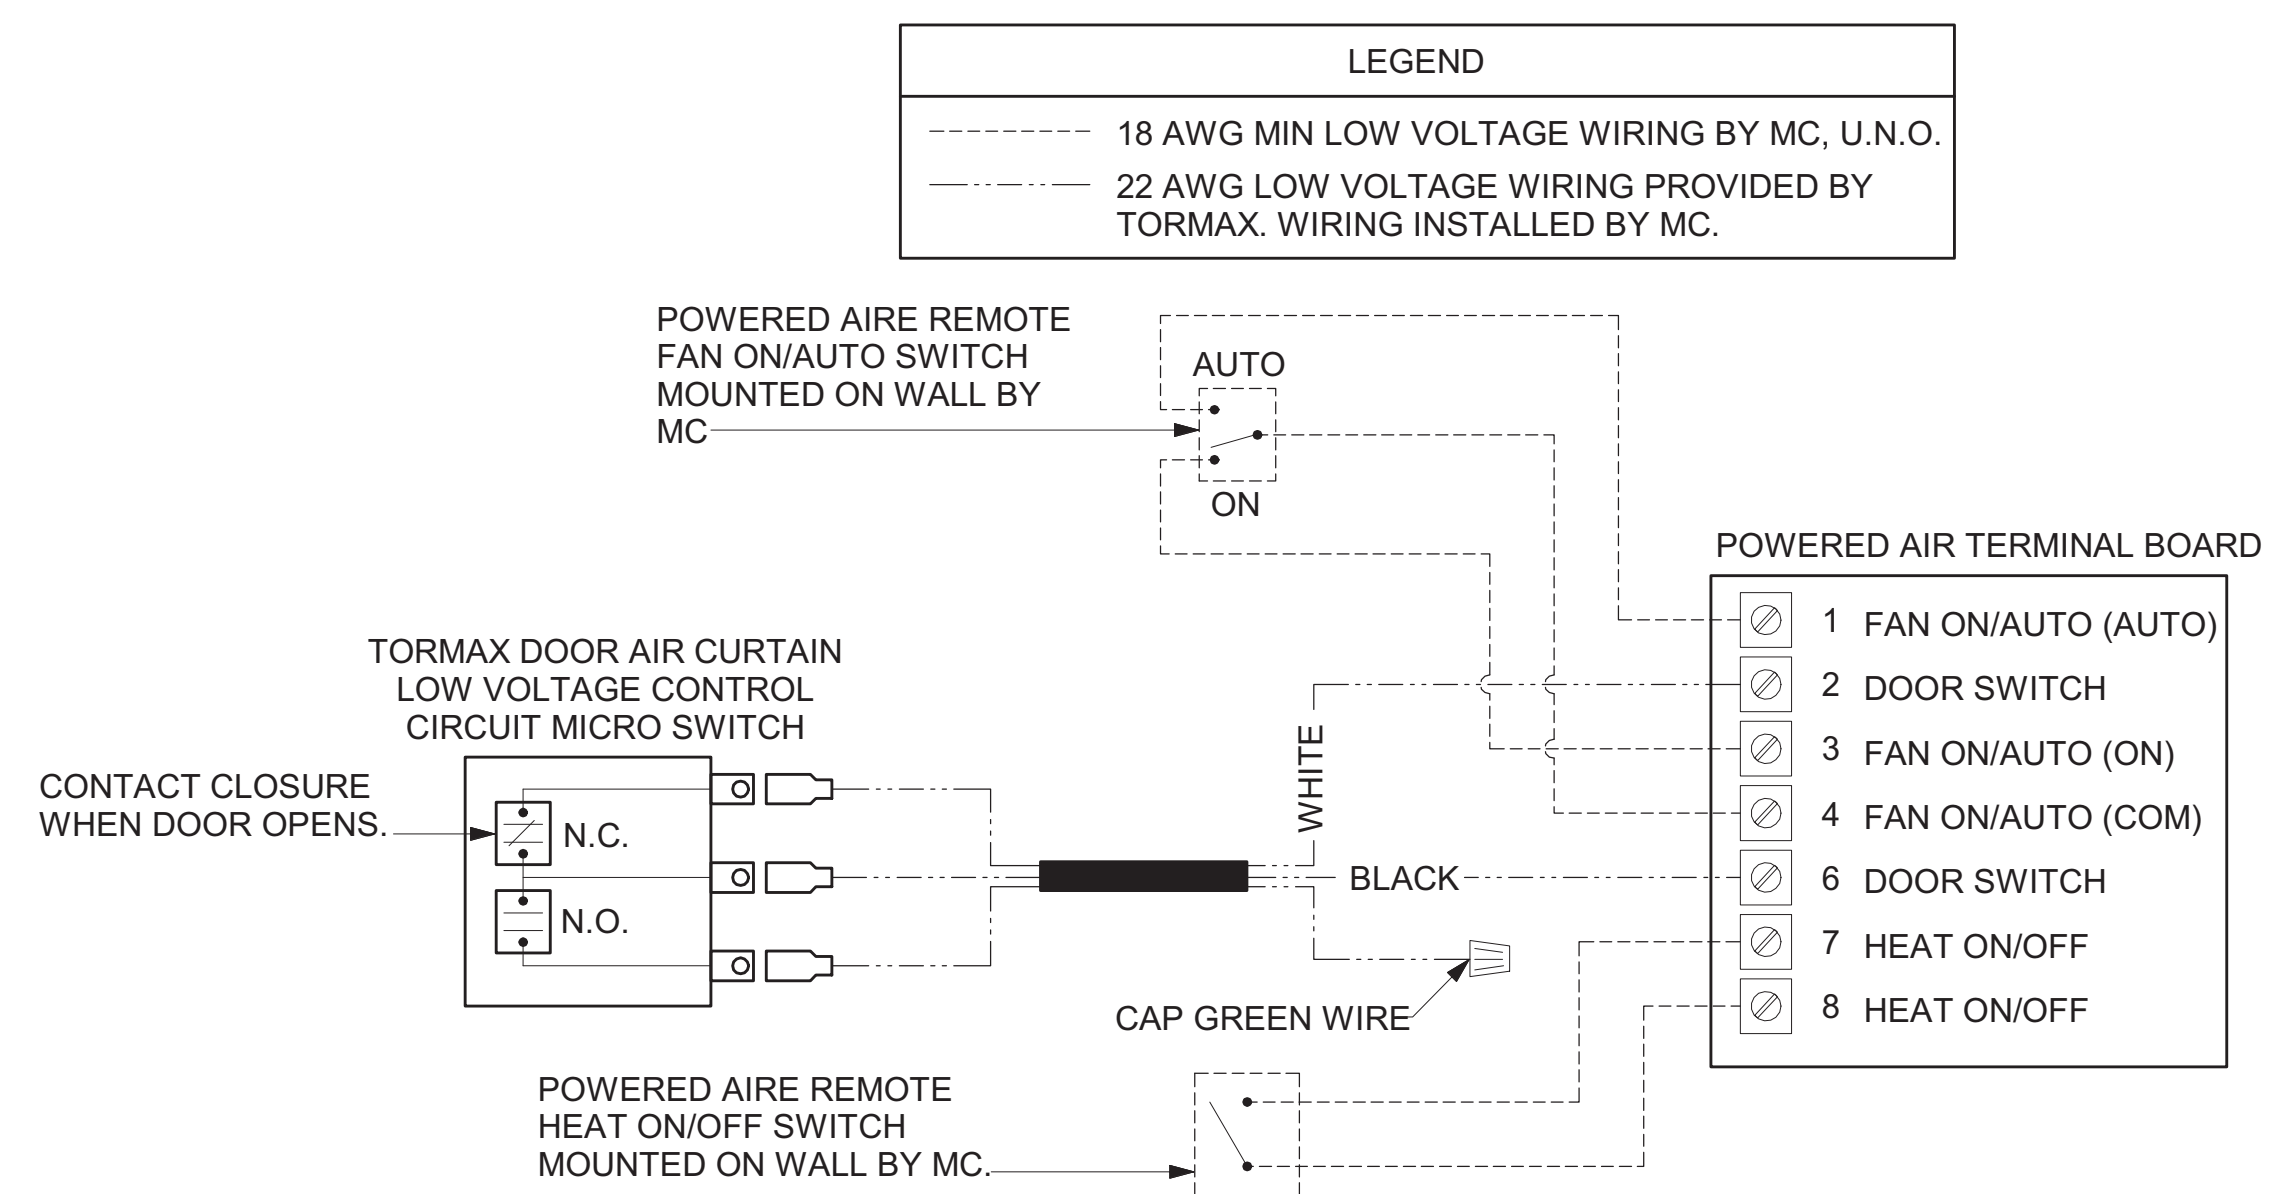 LEGEND
18 AWG MIN LOW VOLTAGE WIRING BY MC, U.N.O.
22 AWG LOW VOLTAGE WIRING PROVIDED BY
TORMAX. WIRING INSTALLED BY MC.
POWERED AIRE REMOTE
FAN ON/AUTO SWITCH
MOUNTED ON WALL BY
MC
AUTO
ON
POWERED AIR TERMINAL BOARD
1 FAN ON/AUTO (AUTO)
2 DOOR SWITCH
3 FAN ON/AUTO (ON)
4 FAN ON/AUTO (COM)
6 DOOR SWITCH
7 HEAT ON/OFF
8 HEAT ON/OFF
TORMAX DOOR AIR CURTAIN
LOW VOLTAGE CONTROL
CIRCUIT MICRO SWITCH
CONTACT CLOSURE
WHEN DOOR OPENS.
N.C.
N.O.
WHITE
BLACK
CAP GREEN WIRE
POWERED AIRE REMOTE
HEAT ON/OFF SWITCH
MOUNTED ON WALL BY MC.